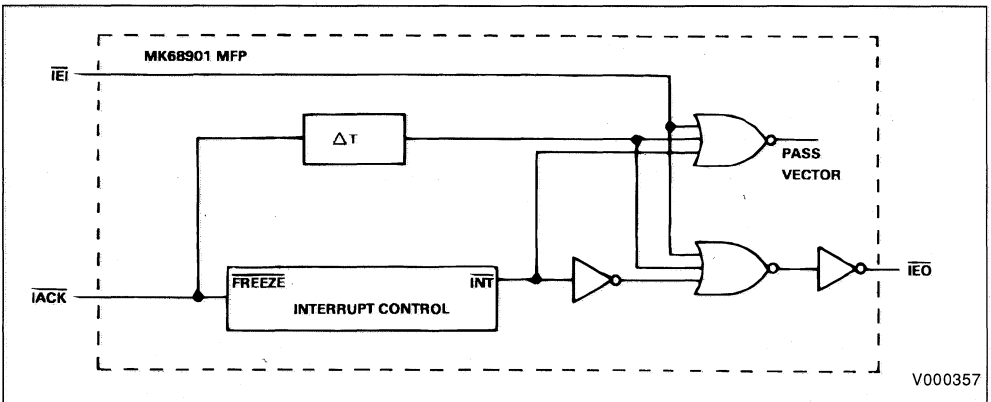 MK68901 MFP
IEI
ΔT
PASS
VECTOR
FREEZE
INT
IACK
INTERRUPT CONTROL
IEO
V000357